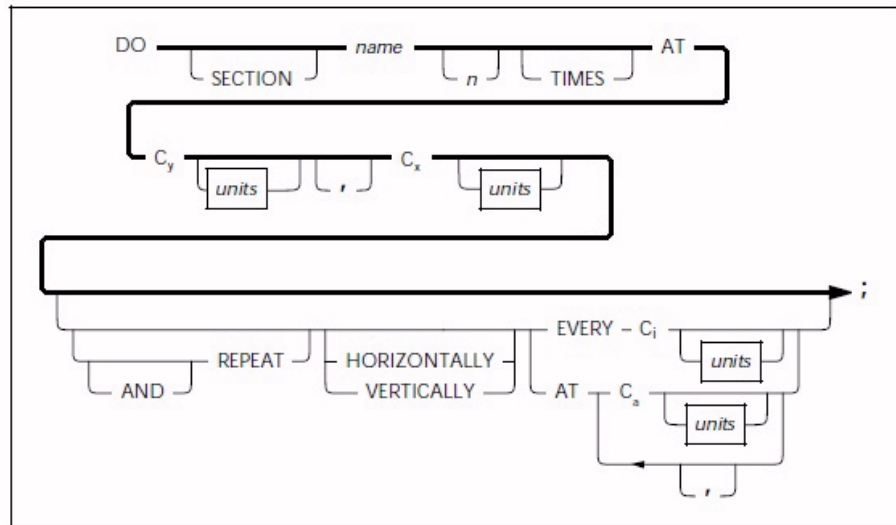 DO name AT
SECTION n TIMES
Cy Cx
units , units
;
EVERY Ci
units
REPEAT HORIZONTALLY
AND VERTICALLY AT Ca
units
,